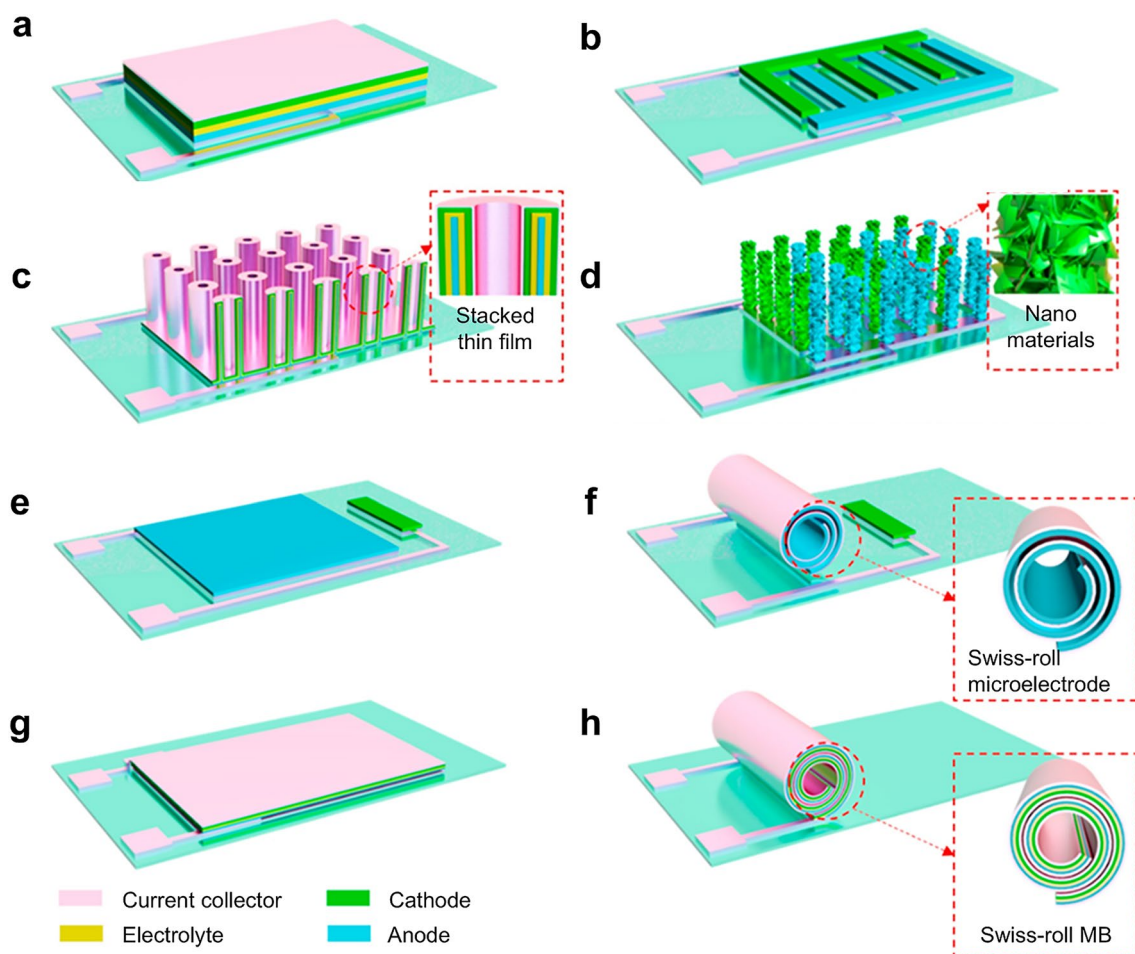 a
b
c
Stacked
thin film
d
Nano
materials
e
f
Swiss-roll
microelectrode
g
h
Swiss-roll MB
Current collector
Cathode
Electrolyte
Anode